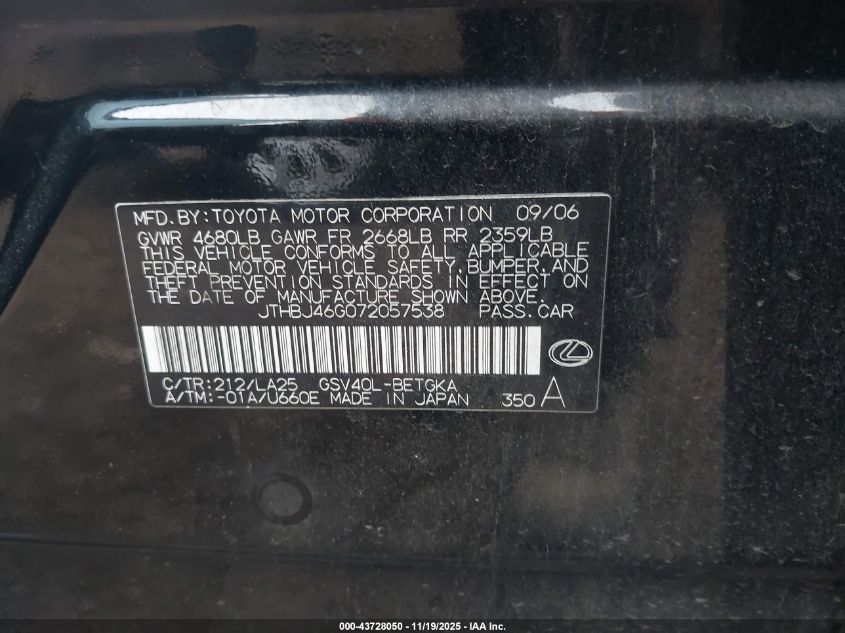 MFD.BY:TOYOTA MOTOR CORPORATION 09/06
GVWR 4680LB GAWR FR 2668LB RR 2359LB
THIS VEHICLE CONFORMS TO ALL APPLICABLE
FEDERAL MOTOR VEHICLE SAFETY,BUMPER,AND
THEFT PREVENTION STANDARDS IN EFFECT ON
THE DATE OF MANUFACTURE SHOWN ABOVE.
JTHBJ46G072057538 PASS.CAR
C/TR:212/LA25 GSV40L-BETGKA
A/TM:-01A/U660E MADE IN JAPAN 350 A
000-43728050 - 11/19/2025 - IAA Inc.